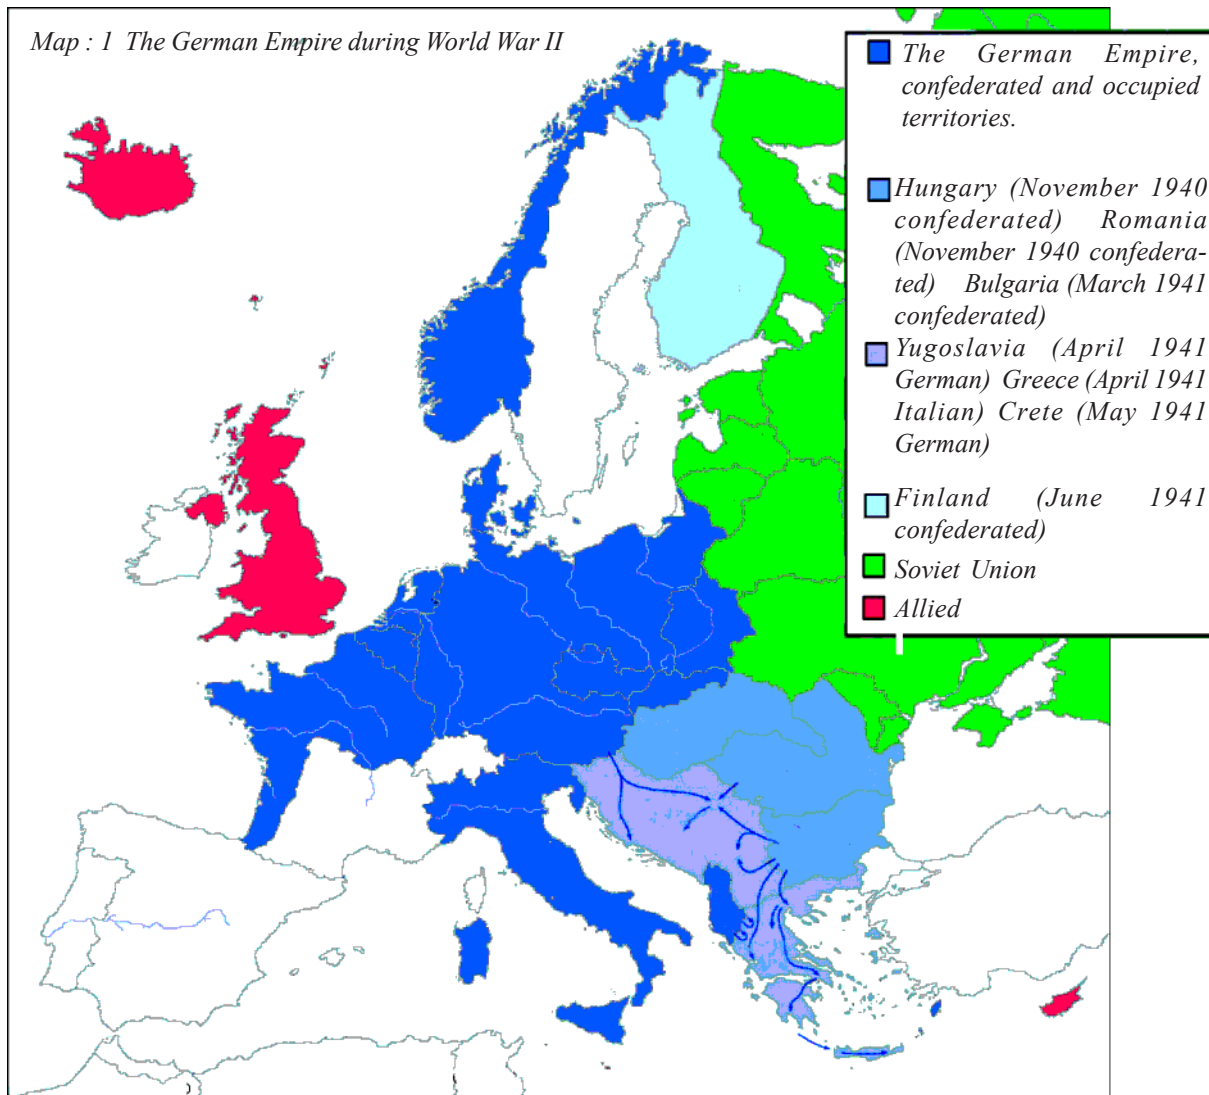 Map : 1 The German Empire during World War II
The German Empire,
confederated and occupied
territories.
Hungary (November 1940
confederated) Romania
(November 1940 confedera-
ted) Bulgaria (March 1941
confederated)
Yugoslavia (April 1941
German) Greece (April 1941
Italian) Crete (May 1941
German)
Finland (June 1941
confederated)
Soviet Union
Allied